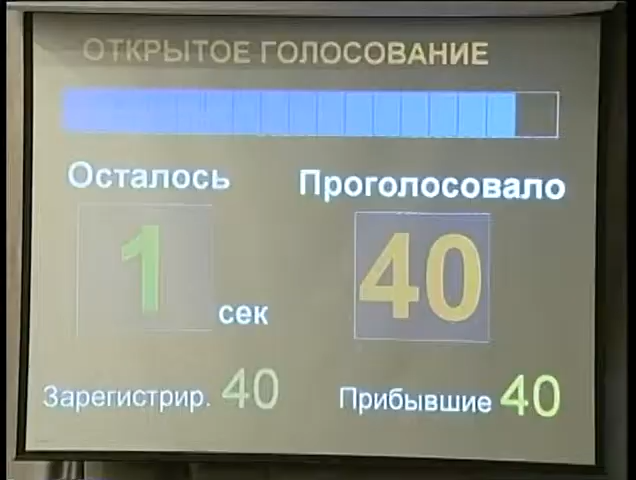 ОТКРЫТОЕ ГОЛОСОВАНИЕ
Осталось
Проголосовало
1 сек
40
Зарегистрир. 40
Прибывшие 40